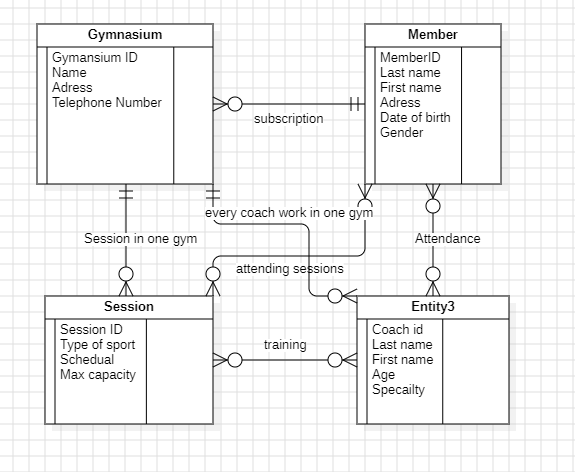 Gymnasium
Gymansium ID
Name
Adress
Telephone Number
Member
MemberID
Last name
First name
Adress
Date of birth
Gender
subscription
every coach work in one gym
Session in one gym
Attendance
attending sessions
Session
Session ID
Type of sport
Schedual
Max capacity
training
Entity3
Coach id
Last name
First name
Age
Specailty